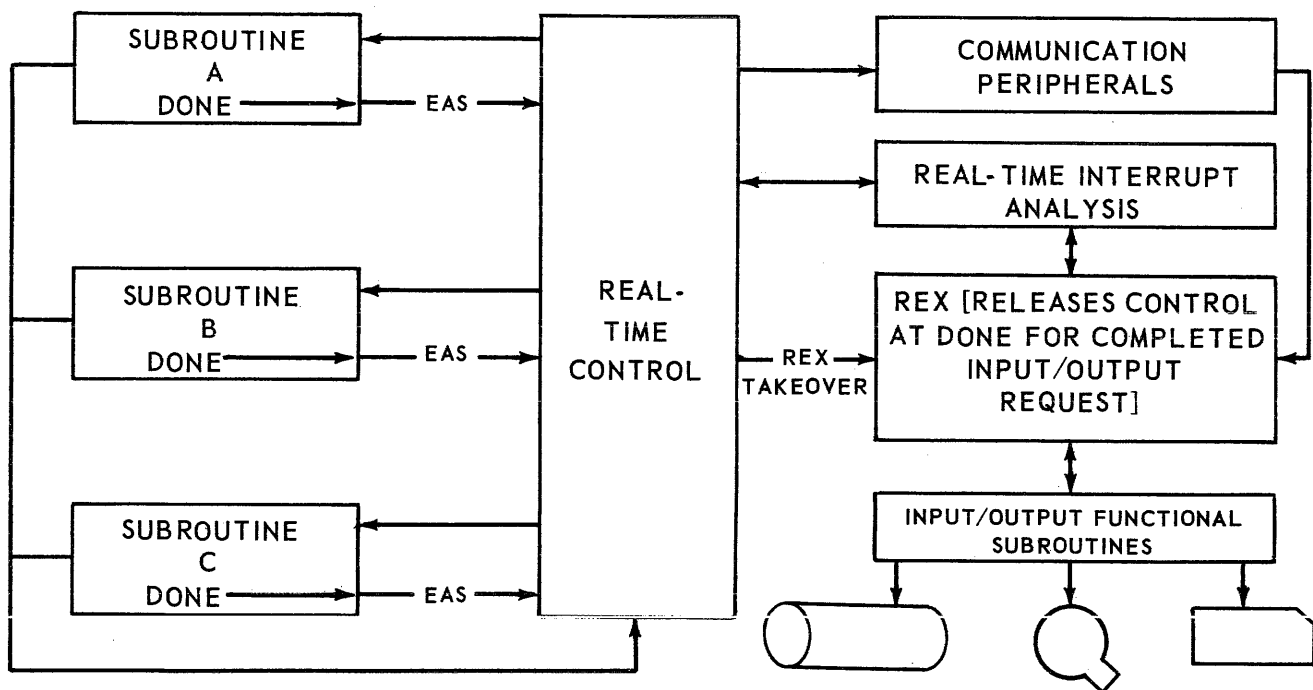 SUBROUTINE
A
DONE
EAS
SUBROUTINE
B
DONE
EAS
SUBROUTINE
C
DONE
EAS
REAL-
TIME
CONTROL
REX
TAKEOVER
COMMUNICATION
PERIPHERALS
REAL-TIME INTERRUPT
ANALYSIS
REX [RELEASES CONTROL
AT DONE FOR COMPLETED
INPUT/OUTPUT
REQUEST]
INPUT/OUTPUT FUNCTIONAL
SUBROUTINES